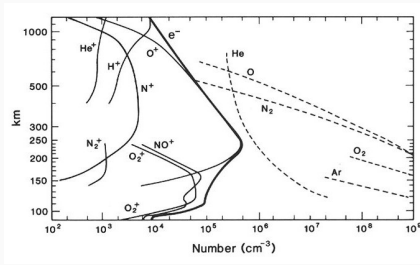 1000
500
km
300
250
200
150
100
He⁺
H⁺
O⁺
e⁻
N⁺
N₂⁺
O₂⁺
NO⁺
O₂⁺
He
O
N₂
O₂
Ar
10² 10³ 10⁴ 10⁵ 10⁶ 10⁷ 10⁸ 10⁹
Number (cm⁻³)